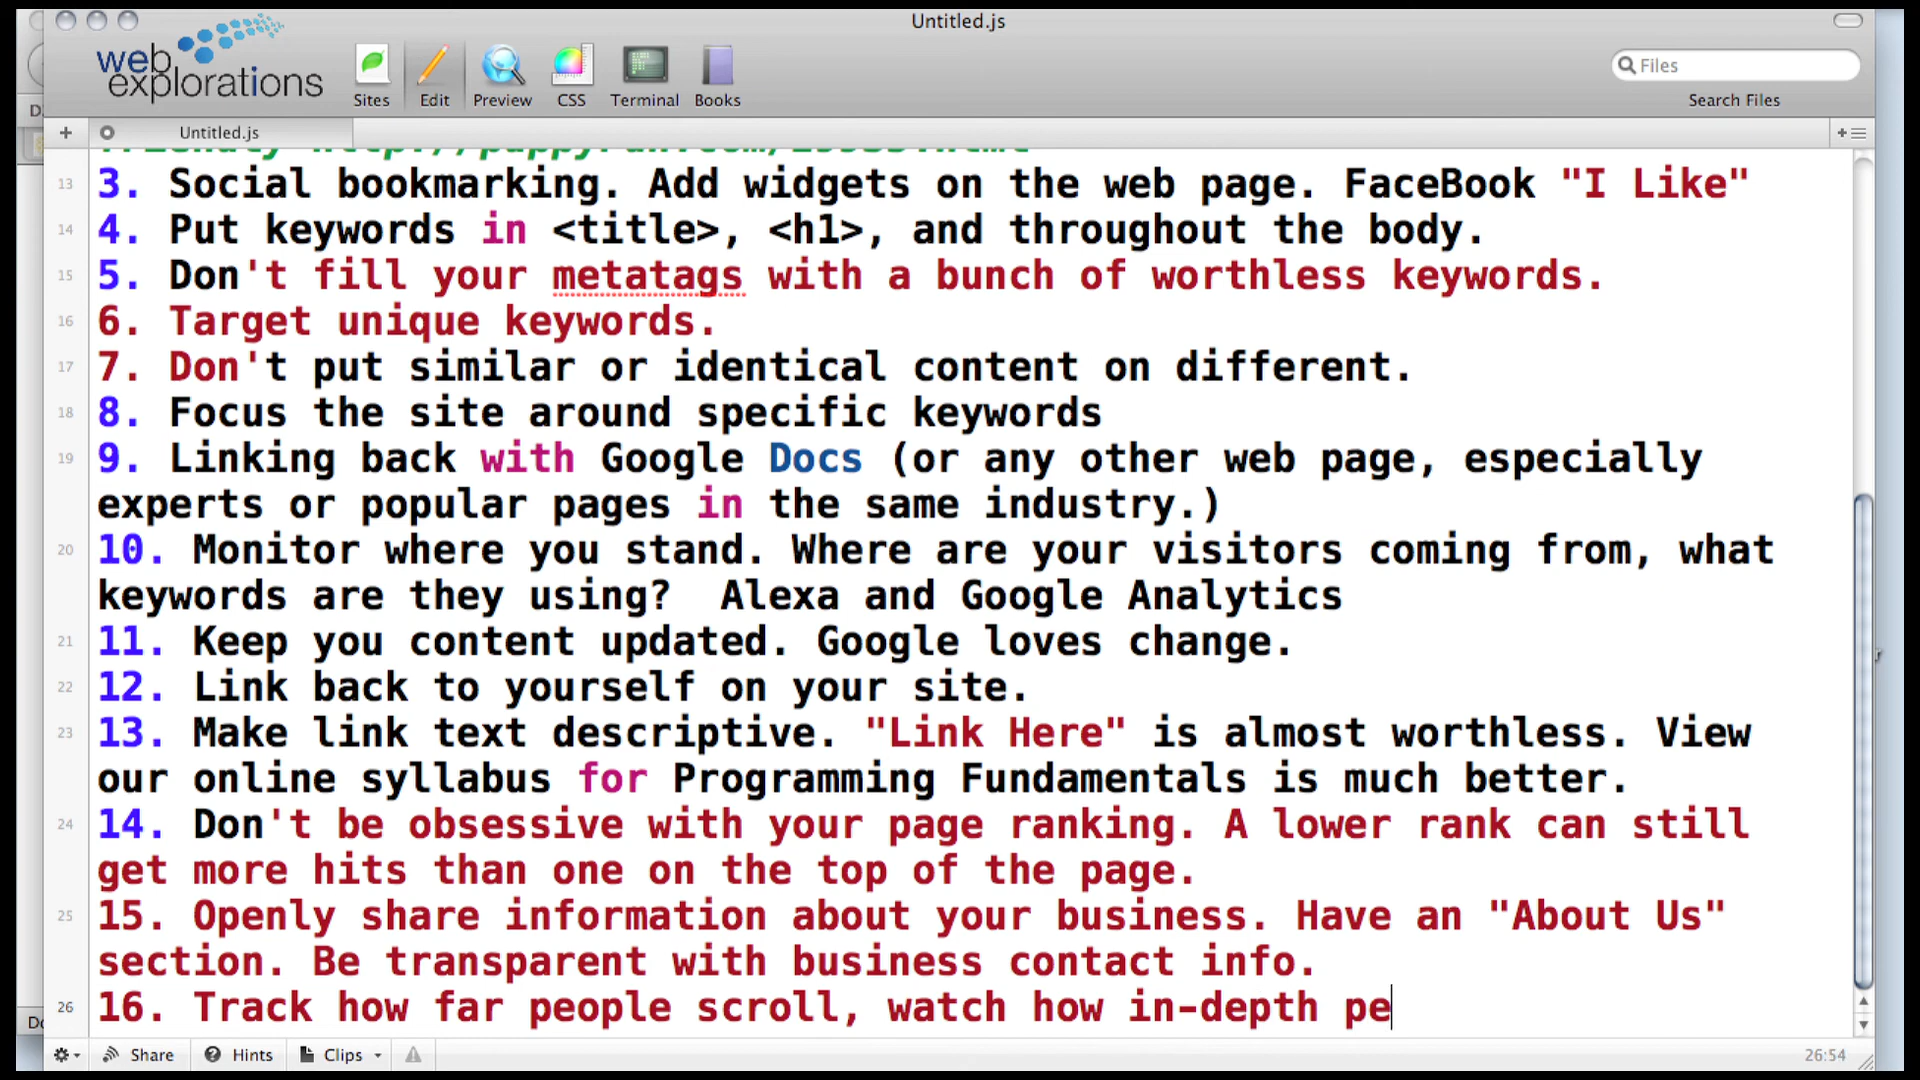 Untitled.js
web
explorations
Sites
Edit
Preview
CSS
Terminal
Books
Files
Search Files
Untitled.js
13 3. Social bookmarking. Add widgets on the web page. FaceBook "I Like"
14 4. Put keywords in <title>, <h1>, and throughout the body.
15 5. Don't fill your metatags with a bunch of worthless keywords.
16 6. Target unique keywords.
17 7. Don't put similar or identical content on different.
18 8. Focus the site around specific keywords
19 9. Linking back with Google Docs (or any other web page, especially
experts or popular pages in the same industry.)
20 10. Monitor where you stand. Where are your visitors coming from, what
keywords are they using?  Alexa and Google Analytics
21 11. Keep you content updated. Google loves change.
22 12. Link back to yourself on your site.
23 13. Make link text descriptive. "Link Here" is almost worthless. View
our online syllabus for Programming Fundamentals is much better.
24 14. Don't be obsessive with your page ranking. A lower rank can still
get more hits than one on the top of the page.
25 15. Openly share information about your business. Have an "About Us"
section. Be transparent with business contact info.
26 16. Track how far people scroll, watch how in-depth pe
Share
Hints
Clips
26:54